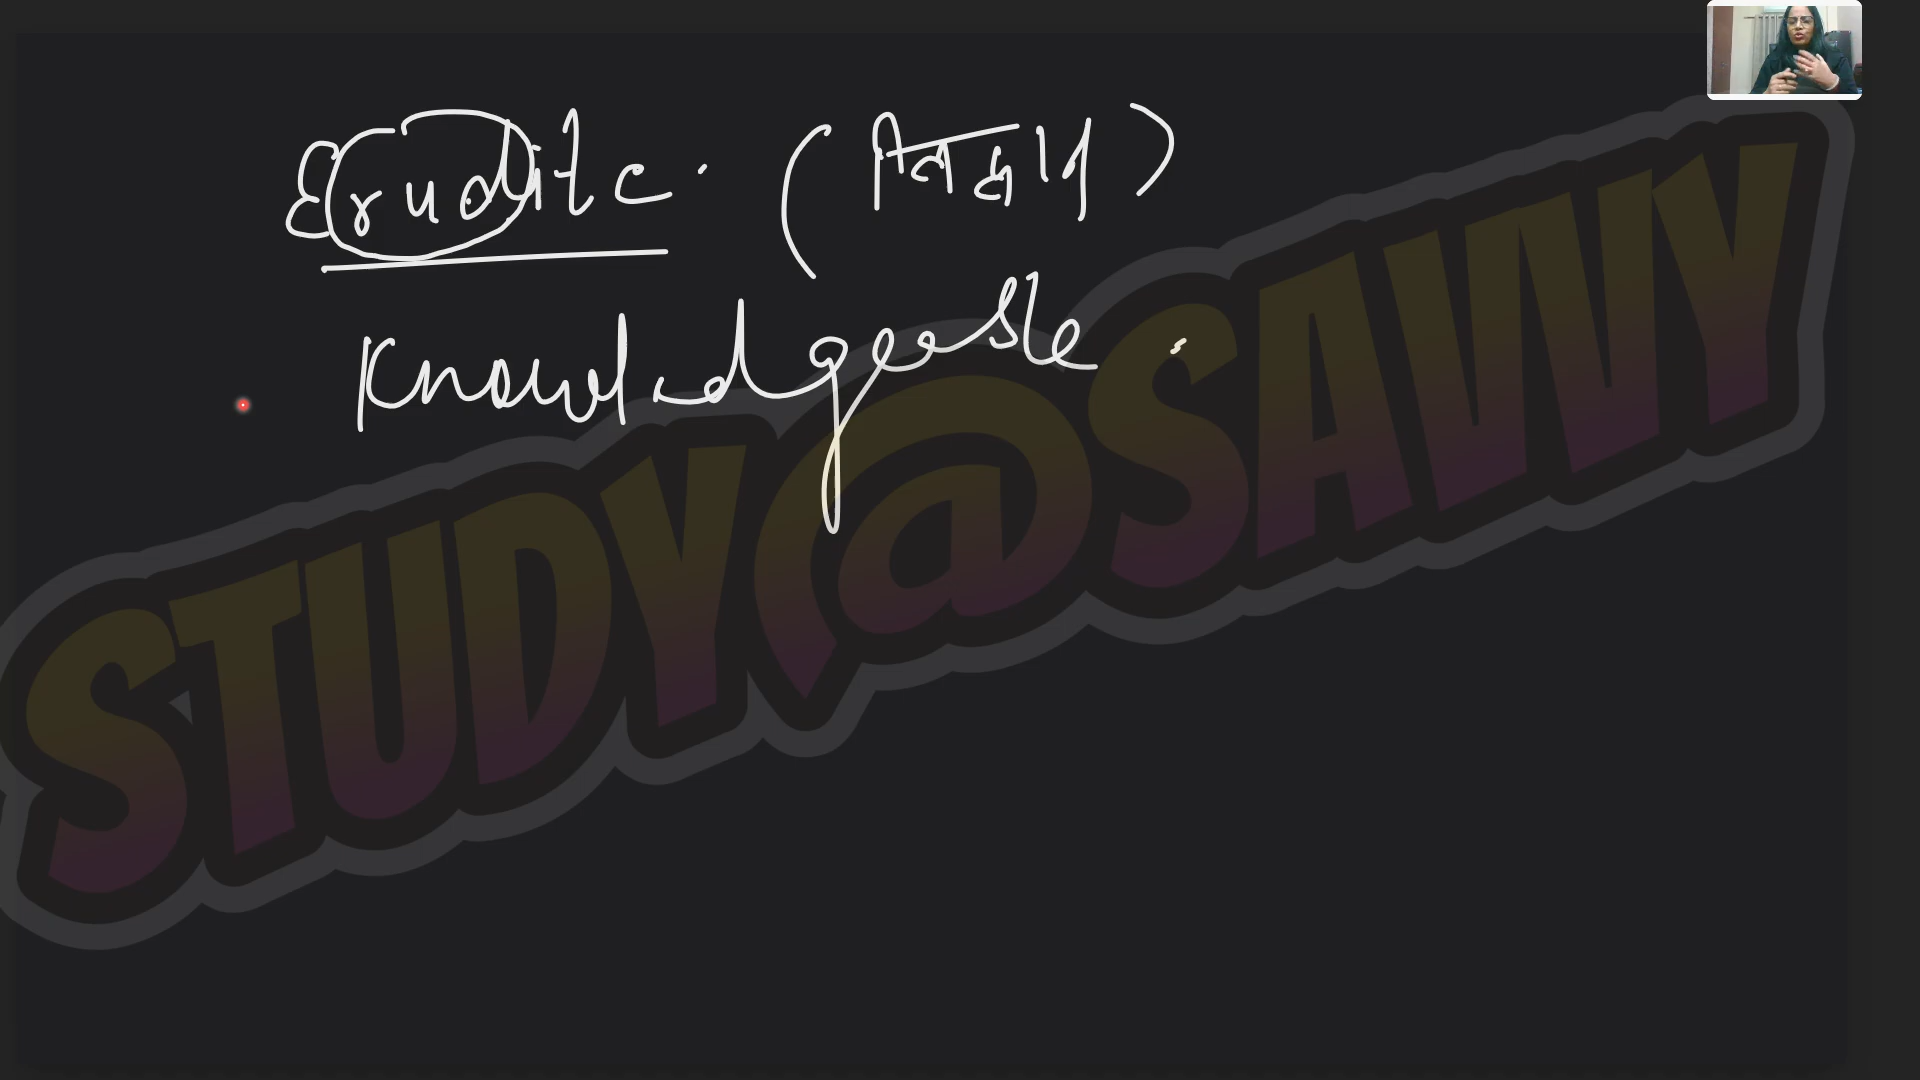 Erudite. (विद्वान)
Knowledgeable.
STUDY@SAVVY